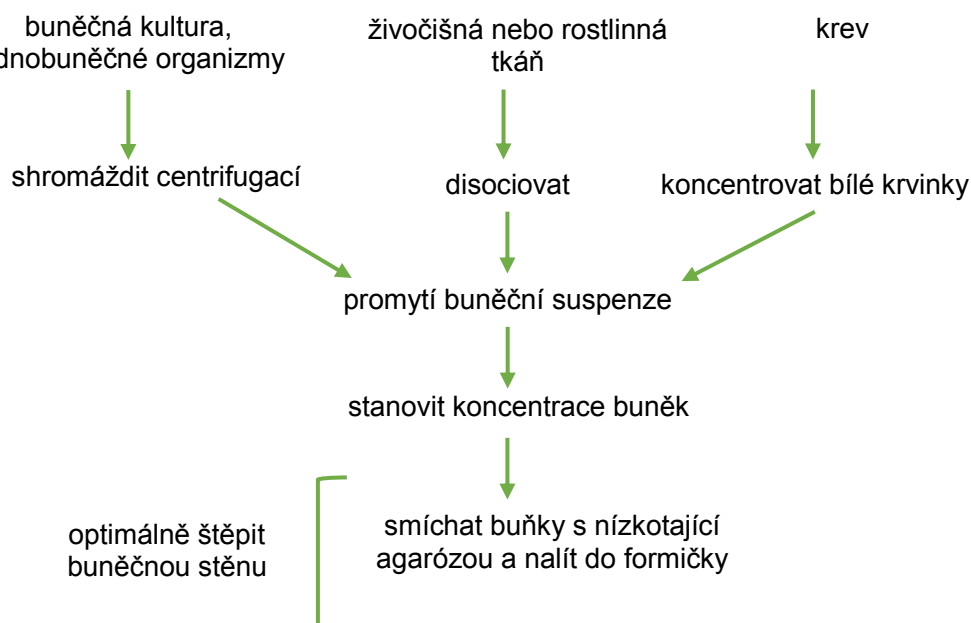 buněčná kultura,
dnobuněčné organizmy
živočišná nebo rostlinná
tkáň
krev
shromáždit centrifugací
disociovat
koncentrovat bílé krvinky
promytí buněční suspenze
stanovit koncentrace buněk
optimálně štěpit
buněčnou stěnu
smíchat buňky s nízkotající
agarózou a nalít do formičky